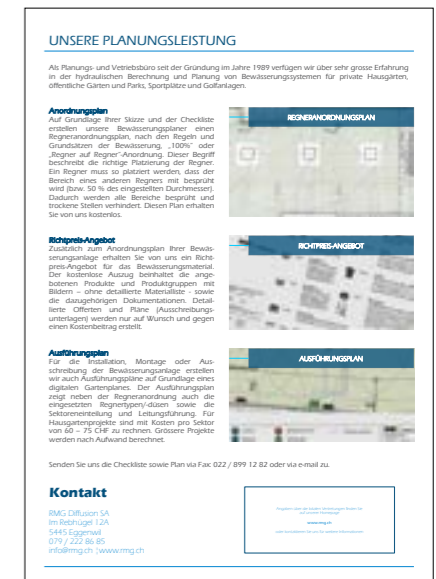 UNSERE PLANUNGSLEISTUNG
Als Planungs- und Vetriebsbüro seit der Gründung im Jahre 1989 verfügen wir über sehr grosse Erfahrung
in der hydraulischen Berechnung und Planung von Bewässerungssystemen für private Hausgärten,
öffentliche Gärten und Parks, Sportplätze und Golfanlagen.
Anordnungsplan
Auf Grundlage Ihrer Skizze und der Checkliste
erstellen unsere Bewässerungsplaner einen
Regneranordnungsplan, nach den Regeln und
Grundsätzen der Bewässerung, „100%" oder
„Regner auf Regner"-Anordnung. Dieser Begriff
beschreibt die richtige Platzierung der Regner.
Ein Regner muss so platziert werden, dass der
Bereich eines anderen Regners mit besprüht
wird (bzw. 50 % des eingestellten Durchmesser).
Dadurch werden alle Bereiche besprüht und
trockene Stellen verhindert. Diesen Plan erhalten
Sie von uns kostenlos.
REGNERANORDNUNGSPLAN
Richtpreis-Angebot
Zusätzlich zum Anordnungsplan Ihrer Bewäs-
serungsanlage erhalten Sie von uns ein Richt-
preis-Angebot für das Bewässerungsmaterial.
Der kostenlose Auszug beinhaltet die ange-
botenen Produkte und Produktgruppen mit
Bildern – ohne detaillierte Materialliste - sowie
die dazugehörigen Dokumentationen. Detail-
lierte Offerten und Pläne (Ausschreibungs-
unterlagen) werden nur auf Wunsch und gegen
einen Kostenbeitrag erstellt.
RICHTPREIS-ANGEBOT
Ausführungsplan
Für die Installation, Montage oder Aus-
schreibung der Bewässerungsanlage erstellen
wir auch Ausführungspläne auf Grundlage eines
digitalen Gartenplanes. Der Ausführungsplan
zeigt neben der Regneranordnung auch die
eingesetzten Regnertypen/-düsen sowie die
Sektoreneinteilung und Leitungsführung. Für
Hausgartenprojekte sind mit Kosten pro Sektor
von 60 – 75 CHF zu rechnen. Grössere Projekte
werden nach Aufwand berechnet.
AUSFÜHRUNGSPLAN
Senden Sie uns die Checkliste sowie Plan via Fax: 022 / 899 12 82 oder via e-mail zu.
Kontakt
RMG Diffusion SA
Im Rebhügel 12A
5445 Eggenwil
079 / 222 86 85
info@rmg.ch ¦ www.rmg.ch
www.rmg.ch